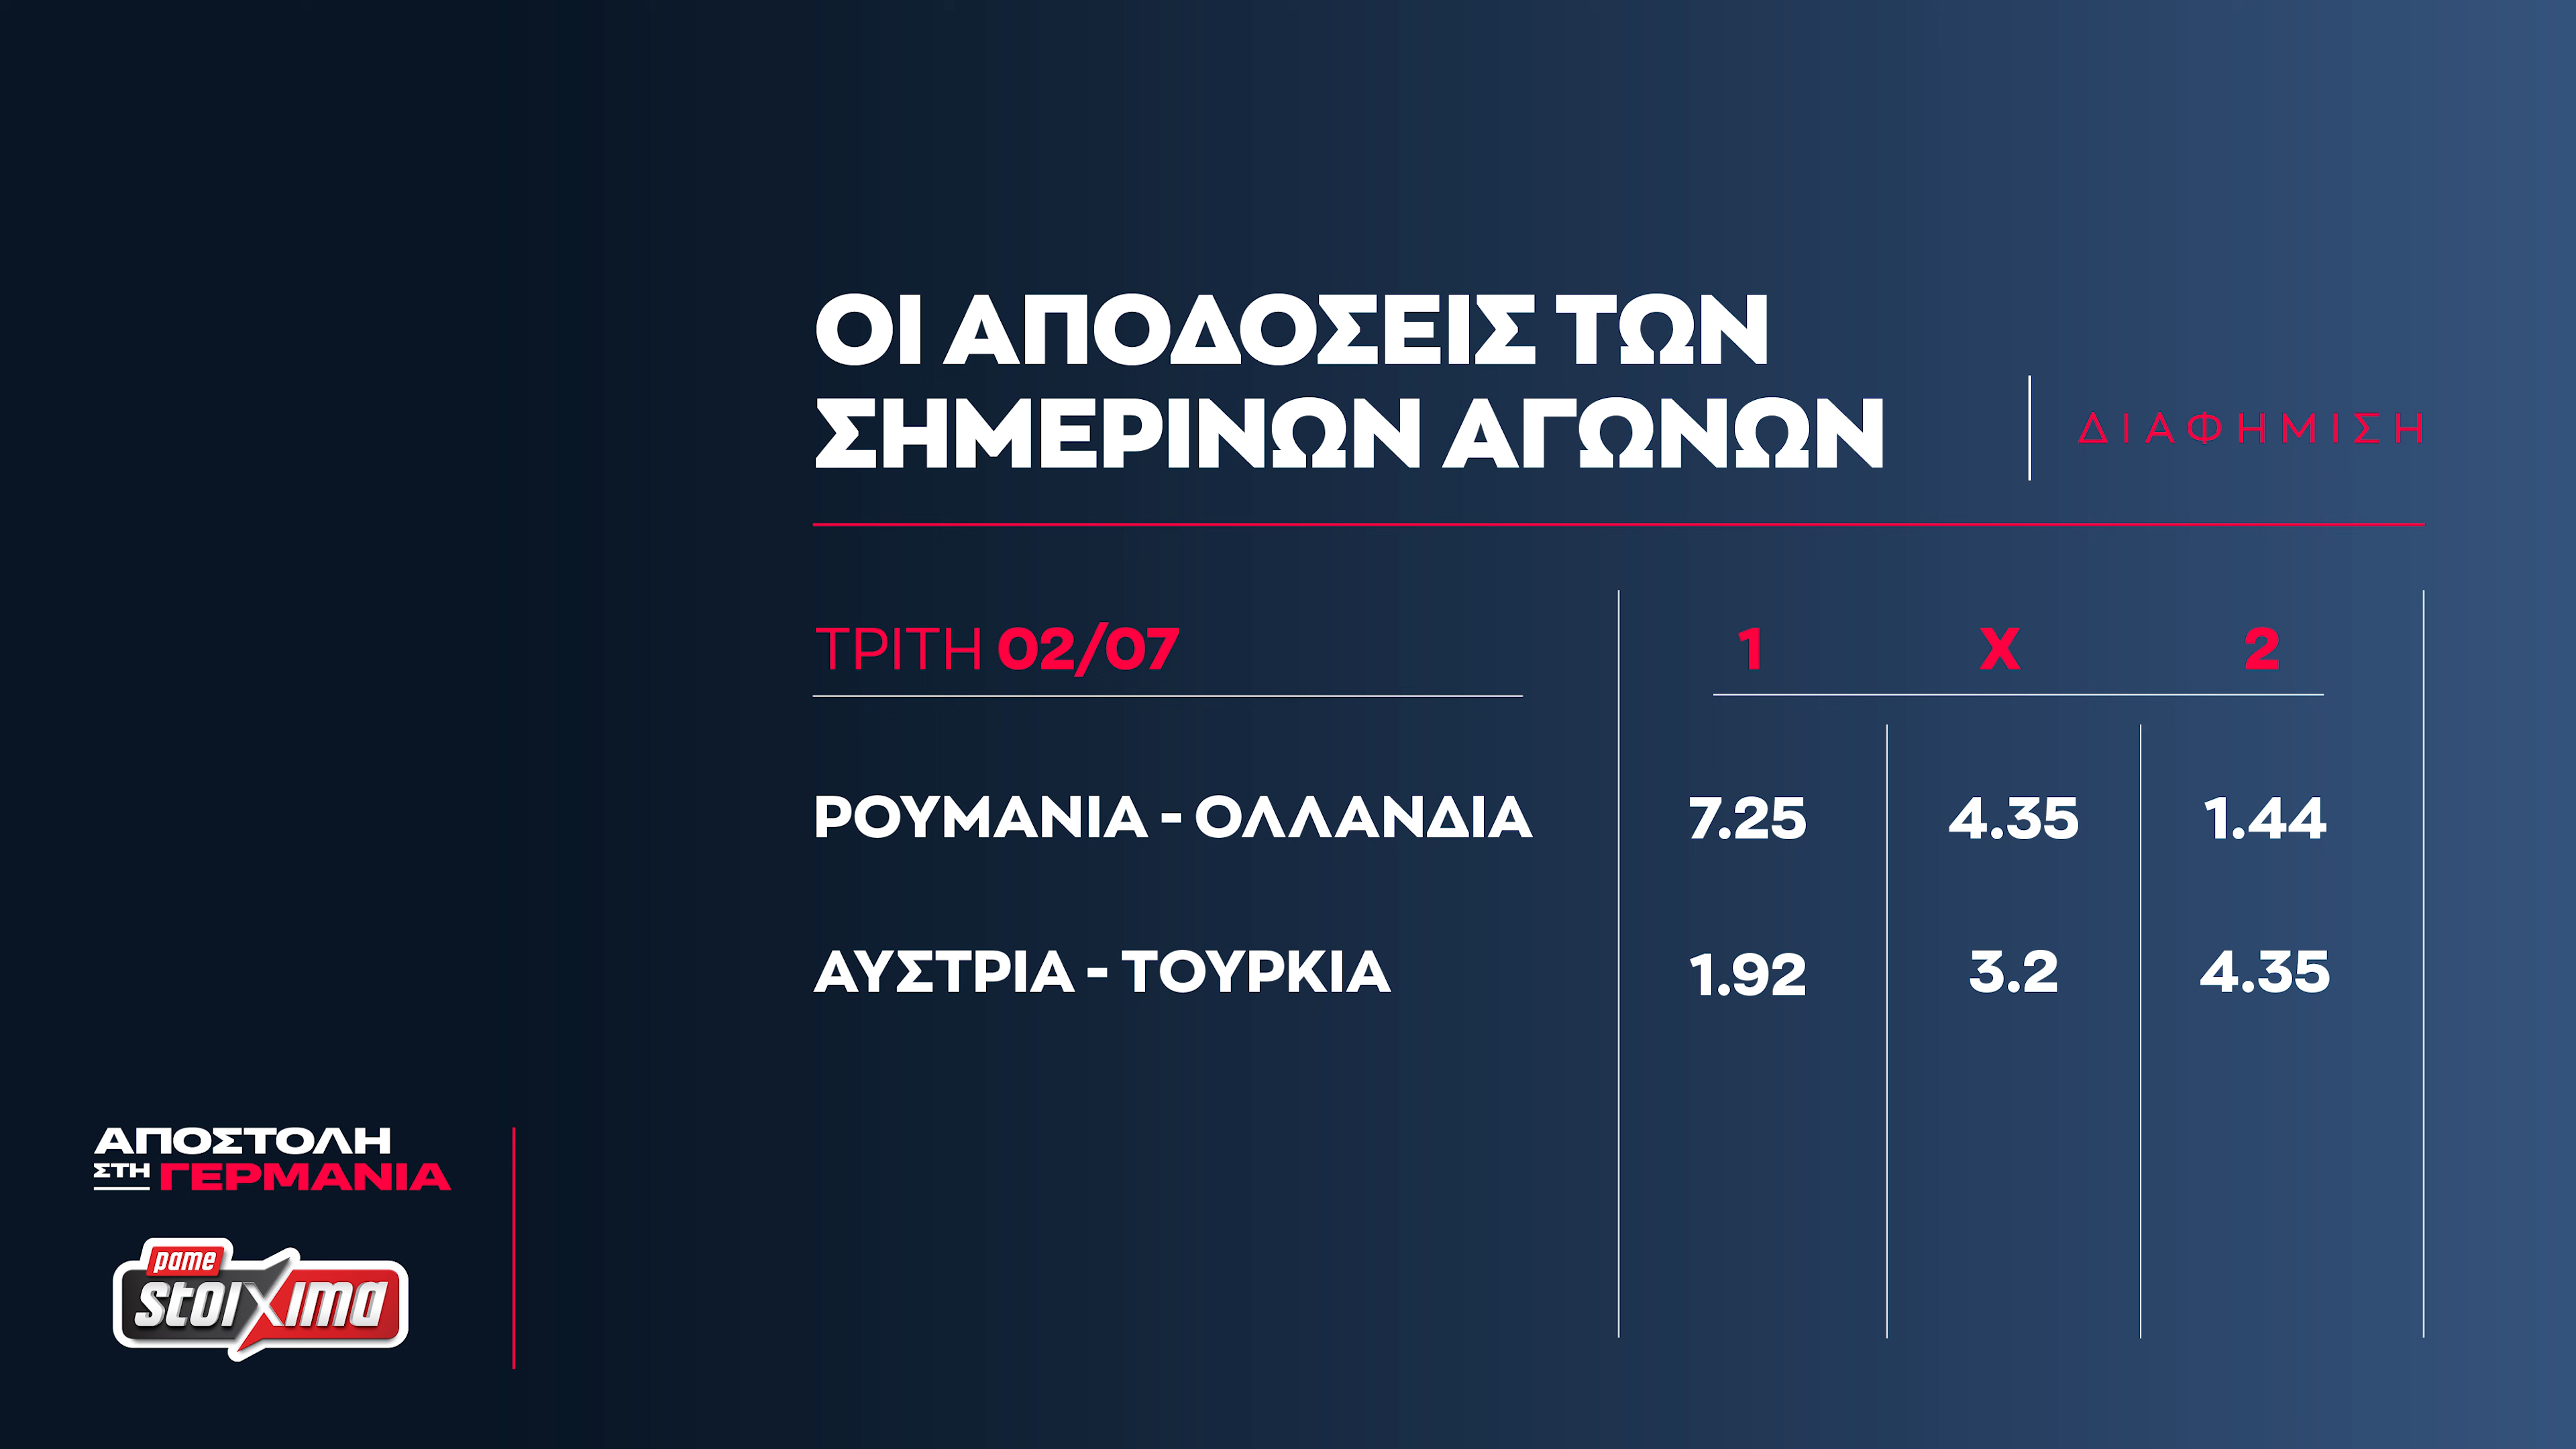 ΟΙ ΑΠΟΔΟΣΕΙΣ ΤΩΝ
ΣΗΜΕΡΙΝΩΝ ΑΓΩΝΩΝ
ΔΙΑΦΗΜΙΣΗ
ΤΡΙΤΗ 02/07 1 X 2
ΡΟΥΜΑΝΙΑ - ΟΛΛΑΝΔΙΑ 7.25 4.35 1.44
ΑΥΣΤΡΙΑ - ΤΟΥΡΚΙΑ 1.92 3.2 4.35
ΑΠΟΣΤΟΛΗ
ΣΤΗ ΓΕΡΜΑΝΙΑ
pame
stoixima